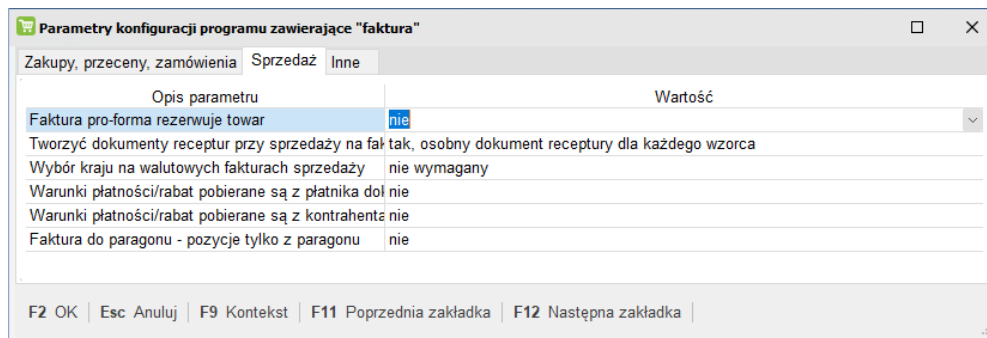 Parametry konfiguracji programu zawierające "faktura"
Zakupy, przeceny, zamówienia Sprzedaż Inne
Opis parametru Wartość
Faktura pro-forma rezerwuje towar nie
Tworzyć dokumenty receptur przy sprzedaży na fak tak, osobny dokument receptury dla każdego wzorca
Wybór kraju na walutowych fakturach sprzedaży nie wymagany
Warunki płatności/rabat pobierane są z płatnika dok nie
Warunki płatności/rabat pobierane są z kontrahenta nie
Faktura do paragonu - pozycje tylko z paragonu nie
F2 OK | Esc Anuluj | F9 Kontekst | F11 Poprzednia zakładka | F12 Następna zakładka |